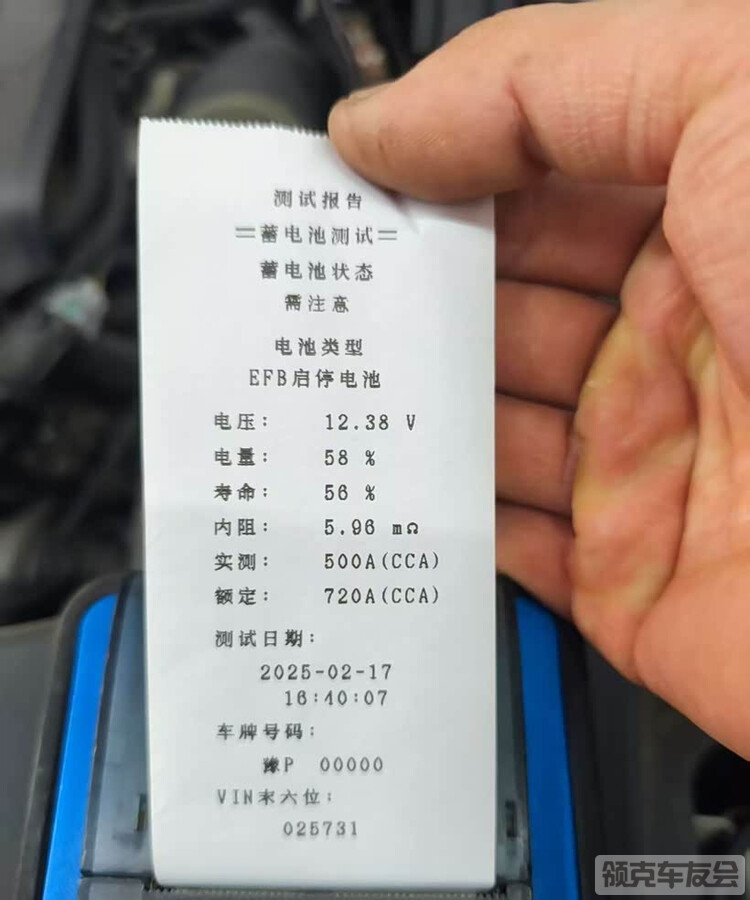 测试报告
=蓄电池测试=
蓄电池状态
需注意
电池类型
EFB启停电池
电压: 12.38 V
电量: 58 %
寿命: 56 %
内阻: 5.96 mΩ
实测: 500A(CCA)
额定: 720A(CCA)
测试日期:
2025-02-17
16:40:07
车牌号码:
豫P 00000
VIN末六位:
025731
领克车友会